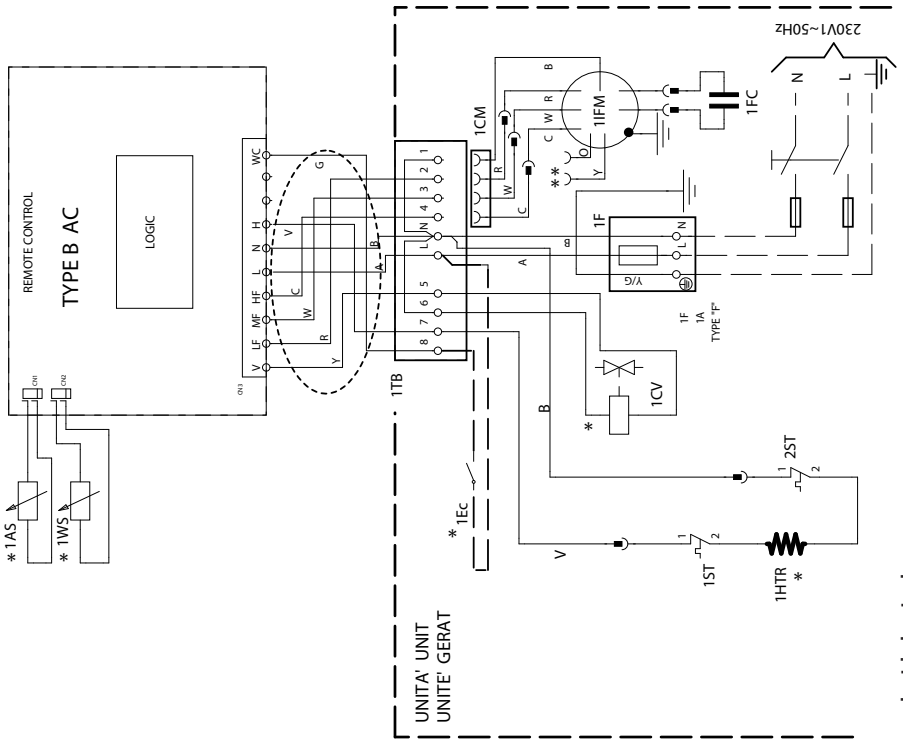 REMOTE CONTROL
TYPE B AC
LOGIC
CN1
CN2
CN3
* 1AS
* 1WS
V
LF
MF
HF
L
N
H
WC
Y
R
W
C
A
B
V
G
1TB
8
7
6
5
L
N
4
3
2
1
1CM
C
W
R
C
W
R
B
1IFM
**
Y
O
1FC
230V1~50Hz
N
L
1F
Y/G
L
N
A
B
1F
1A
TYPE "F"
1CV
*
B
* 1Ec
V
1ST
1
2
2ST
1
2
1HTR
*
UNITA' UNIT
UNITE' GERAT